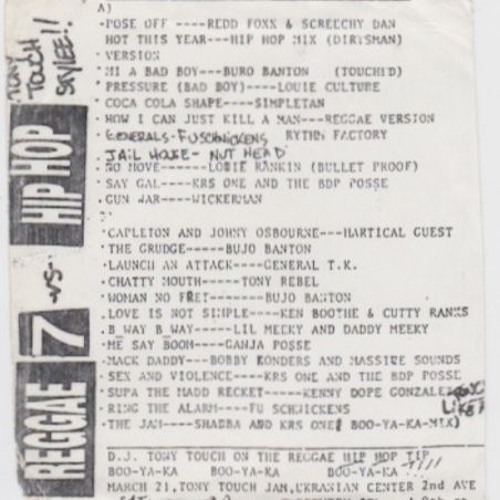 TONY TOUCH STYLEE!!
HIP HOP
-VS-
7
REGGAE
A)
·POSE OFF ----REDD FOXX & SCREECHY DAN
HOT THIS YEAR---HIP HOP MIX (DIRTSMAN)
·VERSION
·MI A BAD BOY---BURO BANTON (TOUCHED)
·PRESSURE (BAD BOY)----LOUIE CULTURE
·COCA COLA SHAPE----SIMPLETAN
·HOW I CAN JUST KILL A MAN---REGGAE VERSION
·GENERALS-FUSCHNICKENS RYTHM FACTORY
JAIL HOUSE- NUT HEAD
·NO MOVE------LOUIE RANKIN (BULLET PROOF)
·SAY GAL----KRS ONE AND THE BDP POSSE
·GUN JAR----WICKERMAN
·CAPLETON AND JOHNY OSBOURNE---HARTICAL GUEST
·THE GRUDGE-----BUJO BANTON
·LAUNCH AN ATTACK----GENERAL T.K.
·CHATTY MOUTH-----TONY REBEL
·WOMAN NO FRET-------BUJO BANTON
·LOVE IS NOT SIMPLE----KEN BOOTHE & CUTTY RANKS
·B WAY B WAY-----LIL MEEKY AND DADDY MEEKY
·ME SAY BOOM----GANJA POSSE
·MACK DADDY---BOBBY KONDERS AND MASSIVE SOUNDS
·SEX AND VIOLENCE----KRS ONE AND THE BDP POSSE
·SUPA THE MADD RECKET-----KENNY DOPE GONZALEZ
·RING THE ALARM----FU SCHNICKENS
·THE JAM----SHABBA AND KRS ONE( BOO-YA-KA-MIX)
D.J. TONY TOUCH ON THE REGGAE HIP HOP TIP
BOO-YA-KA BOO-YA-KA BOO-YA-KA
MARCH 21,TONY TOUCH JAM,UKRANIAN CENTER 2nd AVE